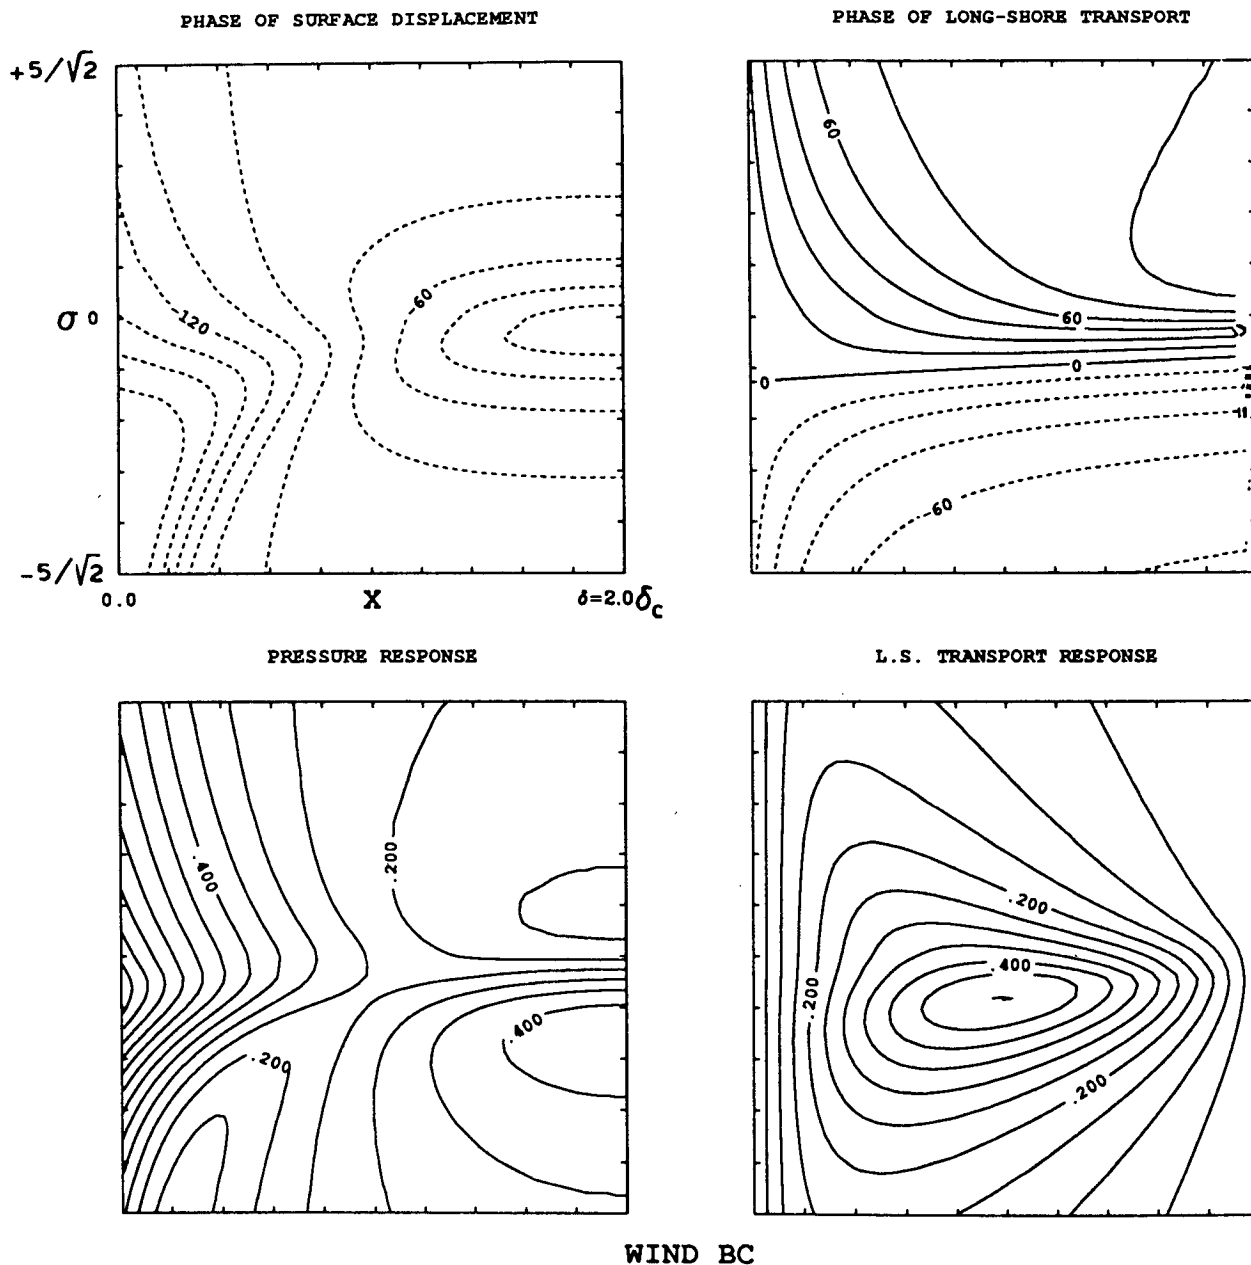 PHASE OF SURFACE DISPLACEMENT
PHASE OF LONG-SHORE TRANSPORT
+5/√2
σ 0
-5/√2
0.0 X δ=2.0δc
-120
-60
60
60
0
0
-60
PRESSURE RESPONSE
L.S. TRANSPORT RESPONSE
.400
.200
.200
.400
.200
.400
.200
.200
WIND BC